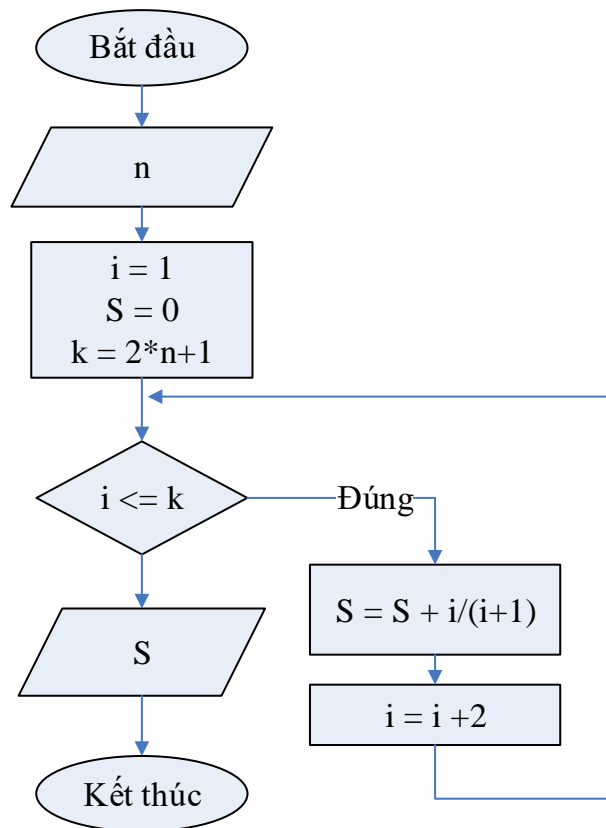 Bắt đầu
n
i = 1
S = 0
k = 2*n+1
i <= k
Đúng
S = S + i/(i+1)
i = i +2
S
Kết thúc